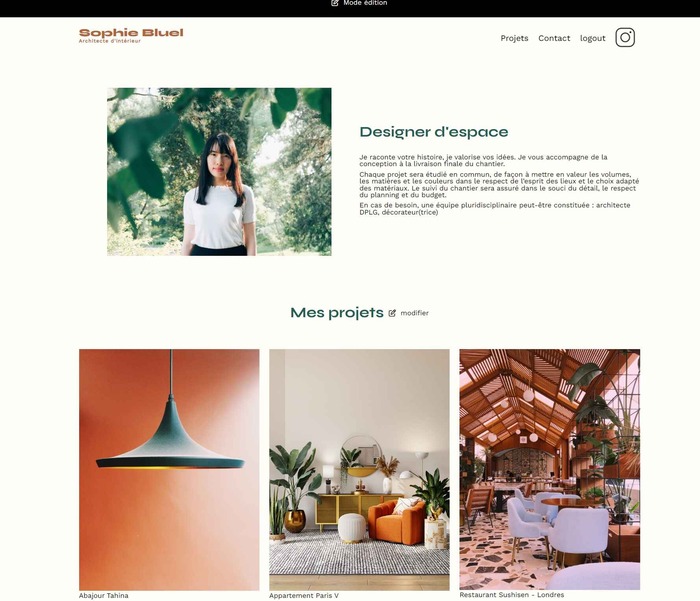 Mode édition
Sophie Bluel
Architecte d'intérieur
Projets Contact logout
Designer d'espace
Je raconte votre histoire, je valorise vos idées. Je vous accompagne de la
conception à la livraison finale du chantier.
Chaque projet sera étudié en commun, de façon à mettre en valeur les volumes,
les matières et les couleurs dans le respect de l'esprit des lieux et le choix adapté
des matériaux. Le suivi du chantier sera assuré dans le souci du détail, le respect
du planning et du budget.
En cas de besoin, une équipe pluridisciplinaire peut-être constituée : architecte
DPLG, décorateur(trice)
Mes projets modifier
Abajour Tahina
Appartement Paris V
Restaurant Sushisen - Londres